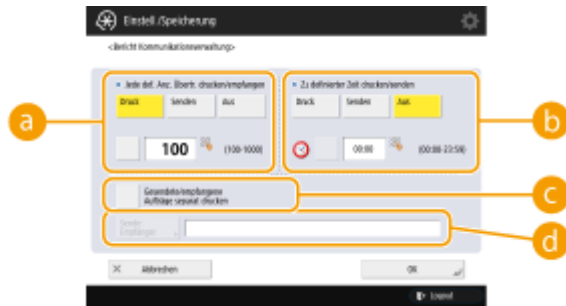 Einstell./Speicherung
<Bericht Kommunikationsverwaltung>
Jede def. Anz. Übertr. drucken/empfangen
Druck Senden Aus
100 (100-1000)
Zu definierter Zeit drucken/senden
Druck Senden Aus
00:00 (00:00-23:59)
Gesendete/empfangene
Aufträge separat drucken
Sende
Empfänger
Abbrechen
OK
Logout
a
b
c
d